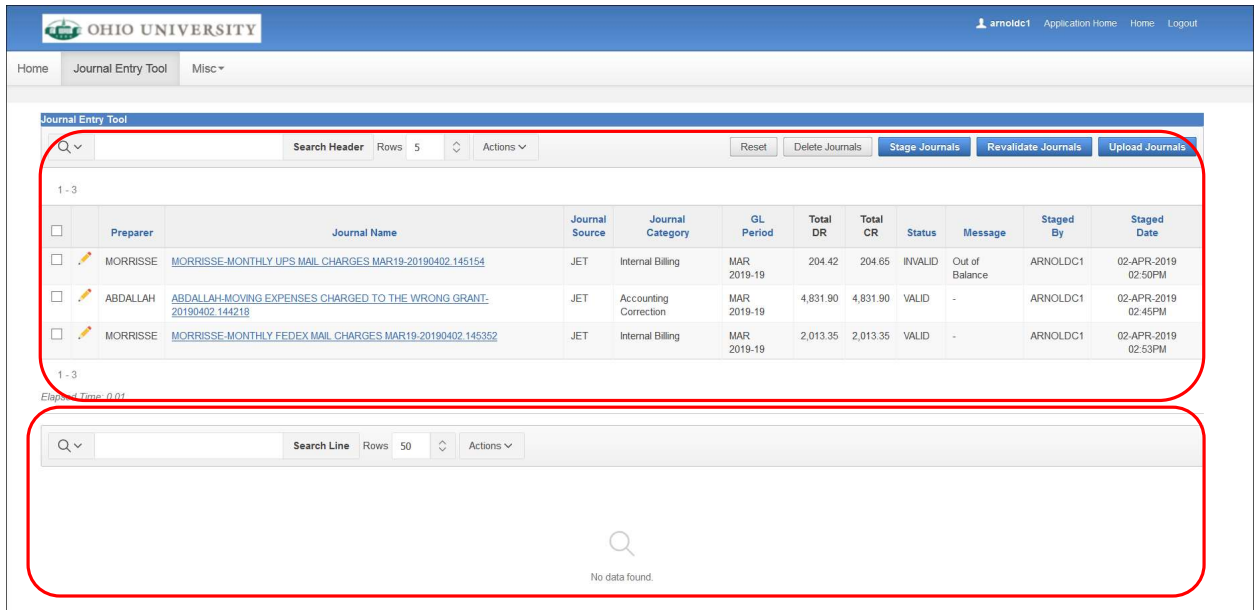 OHIO UNIVERSITY
arnoldc1 Application Home Home Logout
Home Journal Entry Tool Misc
Journal Entry Tool
Search Header Rows 5 Actions Reset Delete Journals Stage Journals Revalidate Journals Upload Journals
1 - 3
Preparer Journal Name Journal Source Journal Category GL Period Total DR Total CR Status Message Staged By Staged Date
MORRISSE MORRISSE-MONTHLY UPS MAIL CHARGES MAR19-20190402.145154 JET Internal Billing MAR 2019-19 204.42 204.65 INVALID Out of Balance ARNOLDC1 02-APR-2019 02:50PM
ABDALLAH ABDALLAH-MOVING EXPENSES CHARGED TO THE WRONG GRANT-20190402.144218 JET Accounting Correction MAR 2019-19 4,831.90 4,831.90 VALID - ARNOLDC1 02-APR-2019 02:45PM
MORRISSE MORRISSE-MONTHLY FEDEX MAIL CHARGES MAR19-20190402.145352 JET Internal Billing MAR 2019-19 2,013.35 2,013.35 VALID - ARNOLDC1 02-APR-2019 02:53PM
1 - 3
Elapsed Time: 0.01
Search Line Rows 50 Actions
No data found.